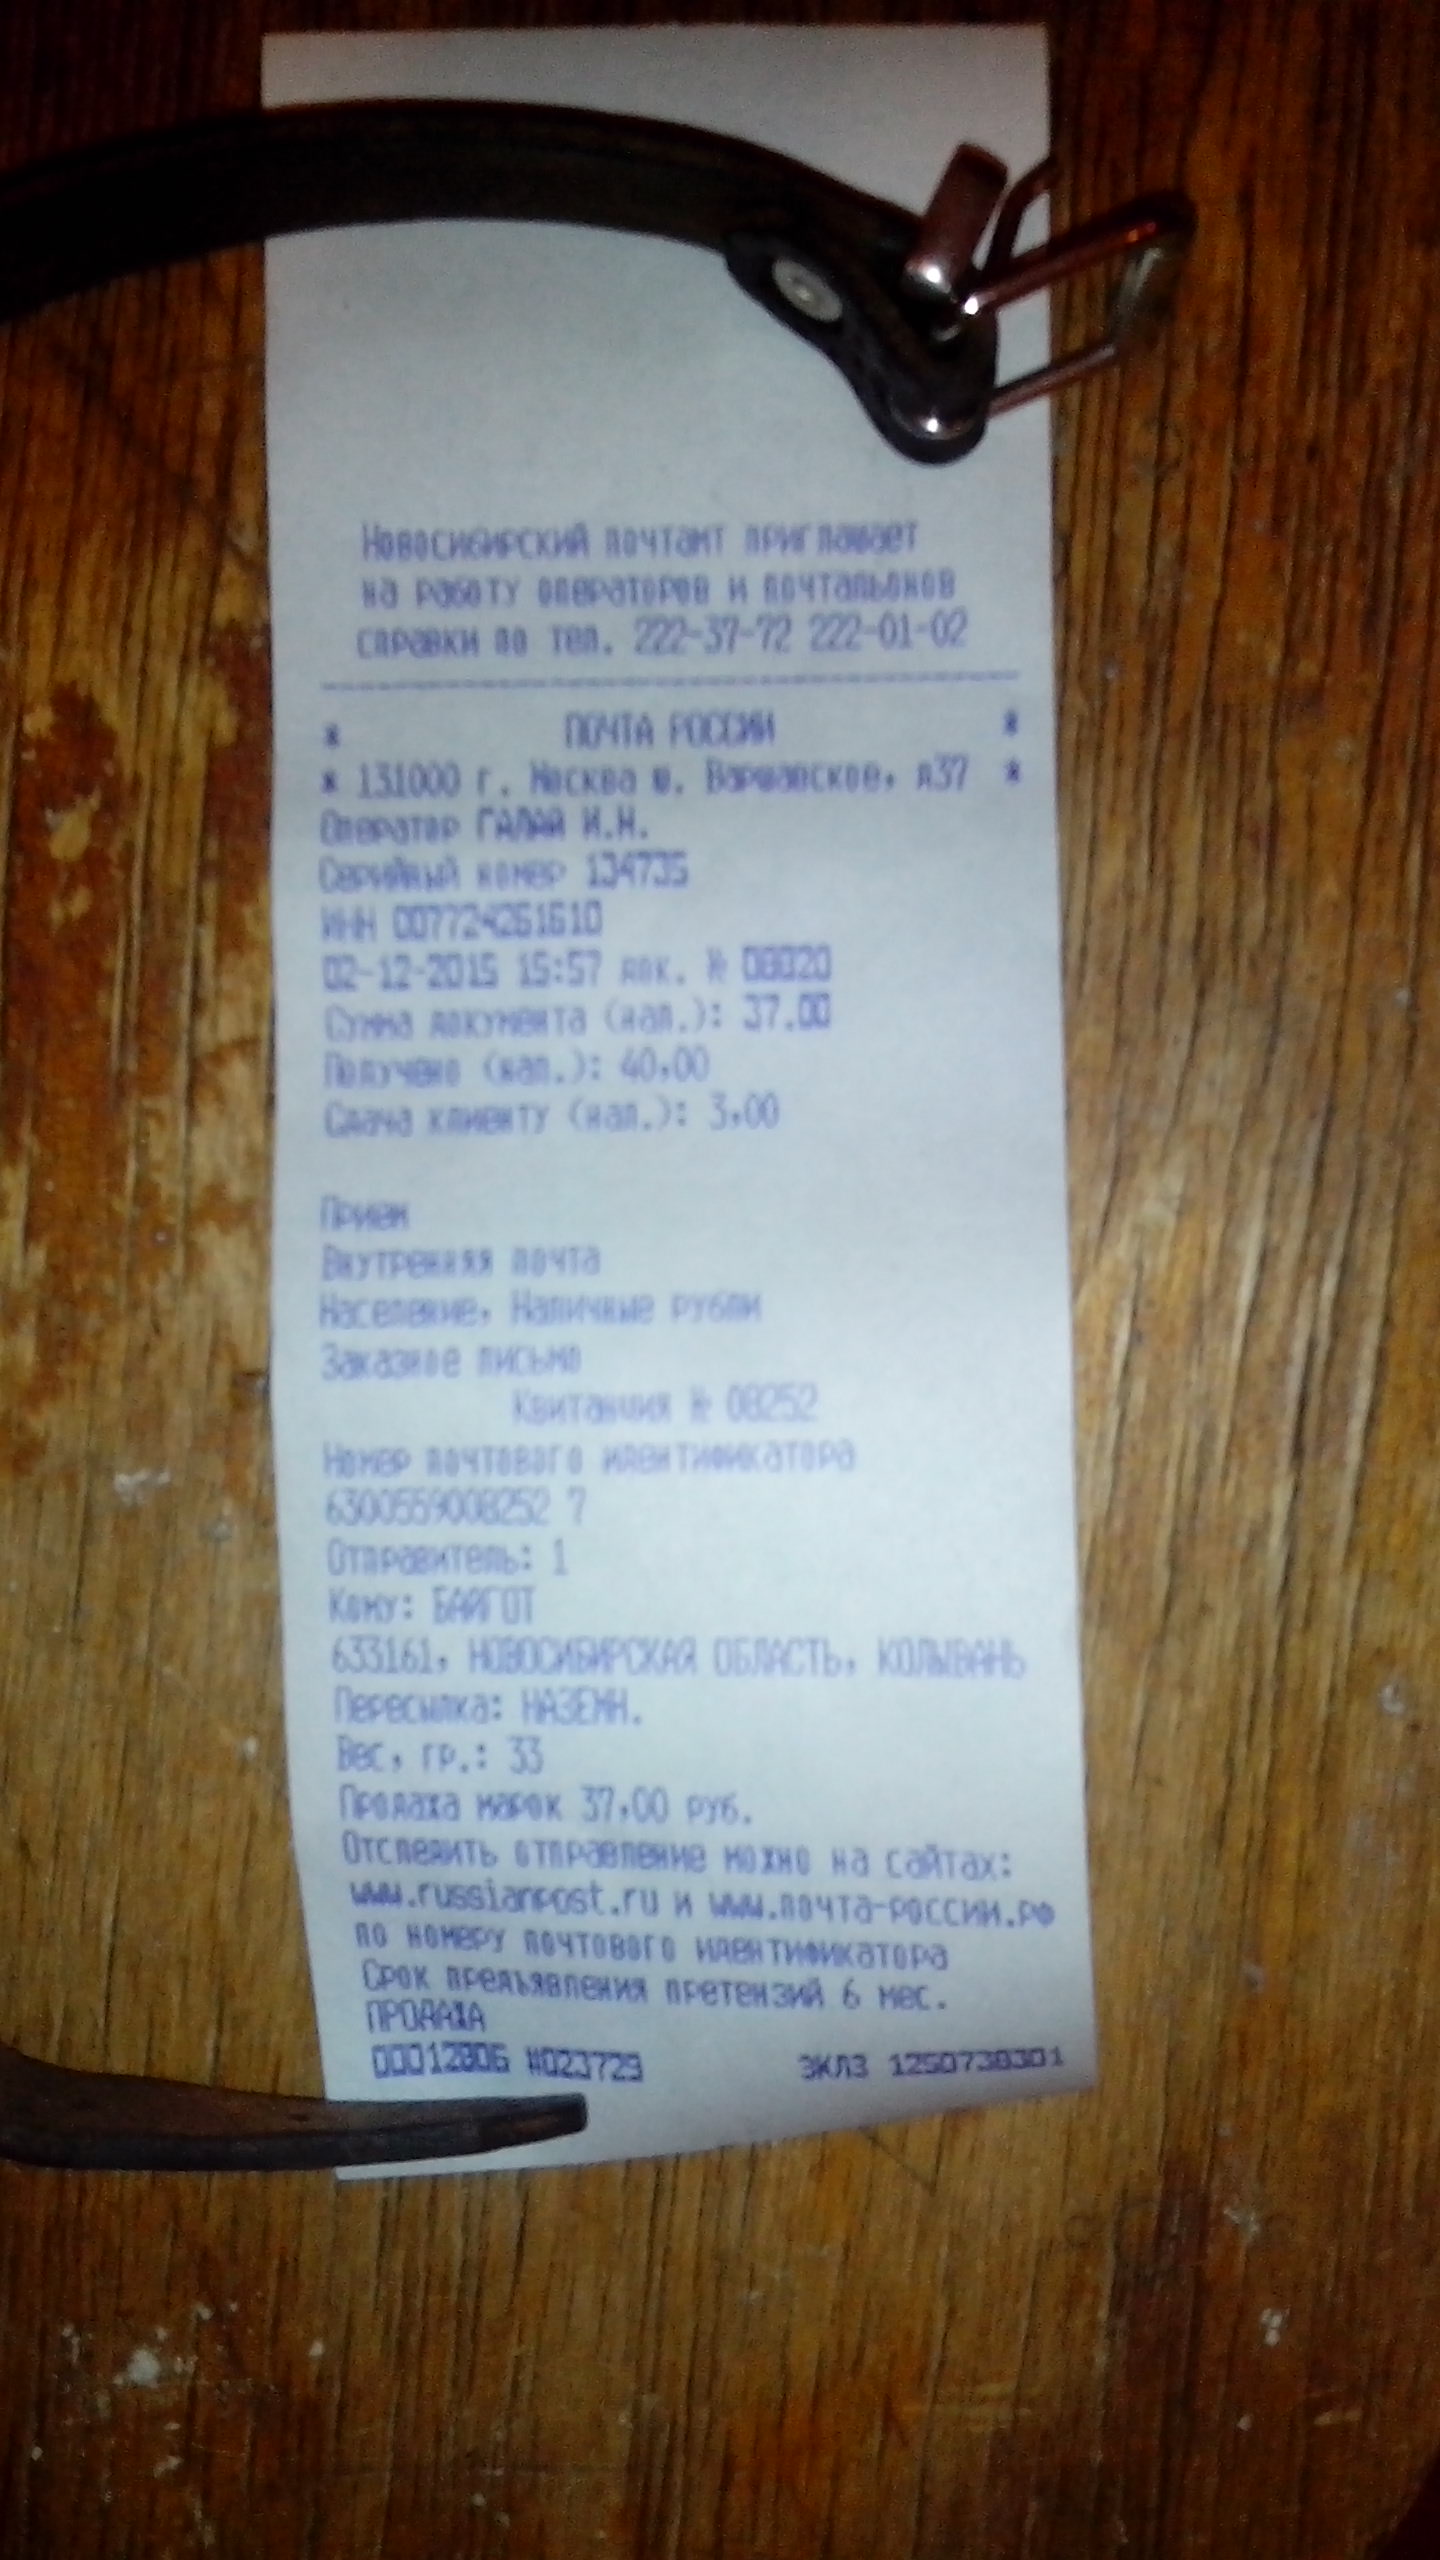 Новосибирский почтамт приглашает
на работу операторов и почтальонов
справки по тел. 222-37-72 222-01-02
* ПОЧТА РОССИИ *
* 131000 г. Москва ш. Варшавское, д37 *
Оператор ГАЛАЙ И.Н.
Серийный номер 134735
ИНН 007724261610
02-12-2015 15:57 док. № 08020
Сумма документа (нал.): 37.00
Получено (нал.): 40,00
Сдача клиенту (нал.): 3,00
Прием
Внутренняя почта
Население, Наличные рубли
Заказное письмо
Квитанция № 08252
Номер почтового идентификатора
6300559008252 7
Отправитель: 1
Кому: БАЙГОТ
633161, НОВОСИБИРСКАЯ ОБЛАСТЬ, КОЛЫВАНЬ
Пересылка: НАЗЕМН.
Вес, гр.: 33
Продажа марок 37,00 руб.
Отследить отправление можно на сайтах:
www.russianpost.ru и www.почта-россии.рф
по номеру почтового идентификатора
Срок предъявления претензий 6 мес.
ПРОДАЖА
#023729 ЭКЛЗ 1250738301